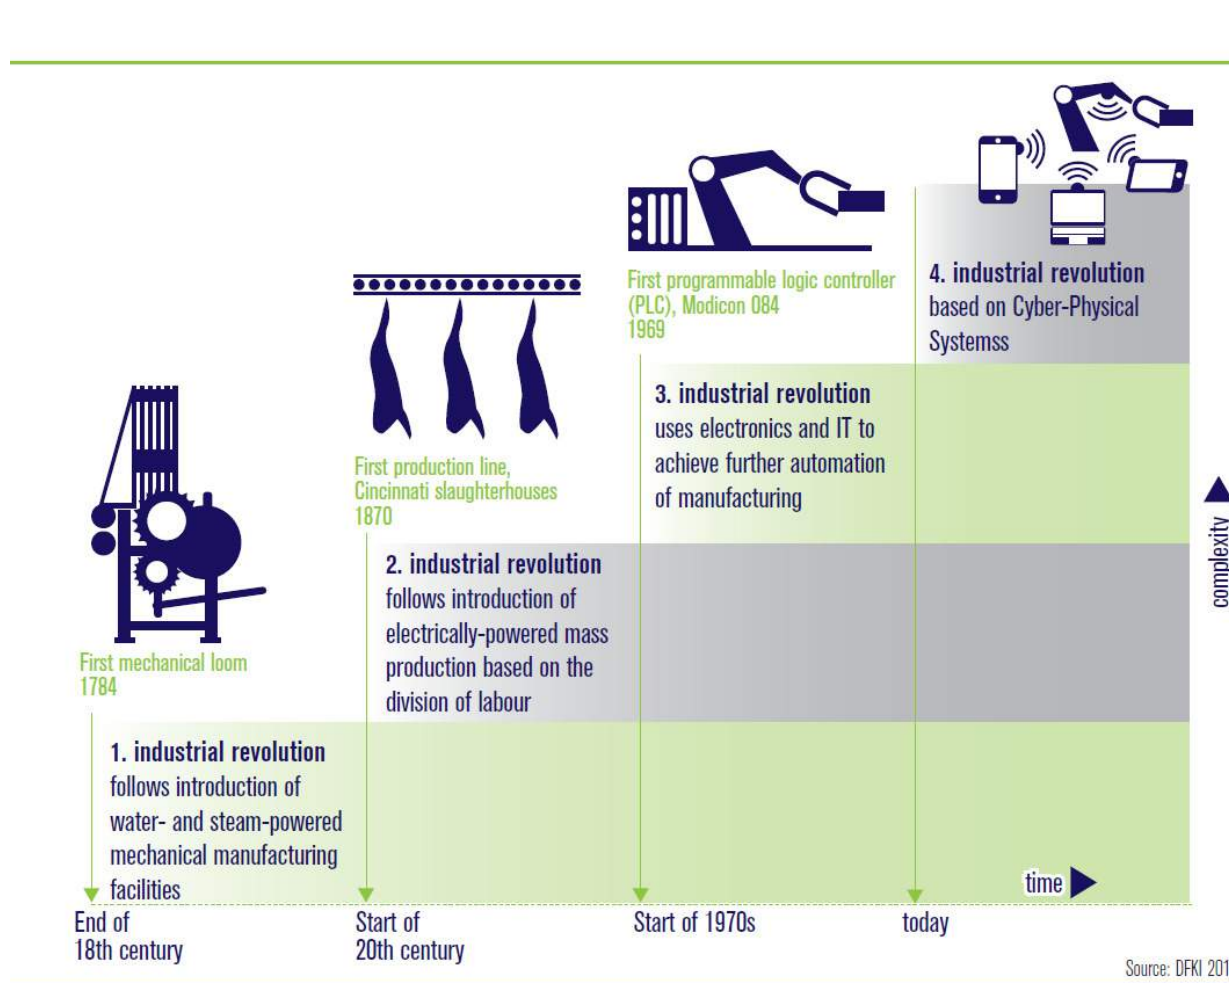 First mechanical loom
1784
1. industrial revolution
follows introduction of
water- and steam-powered
mechanical manufacturing
facilities
End of
18th century
First production line,
Cincinnati slaughterhouses
1870
2. industrial revolution
follows introduction of
electrically-powered mass
production based on the
division of labour
Start of
20th century
First programmable logic controller
(PLC), Modicon 084
1969
3. industrial revolution
uses electronics and IT to
achieve further automation
of manufacturing
Start of 1970s
4. industrial revolution
based on Cyber-Physical
Systemss
today
time
complexity
Source: DFKI 201